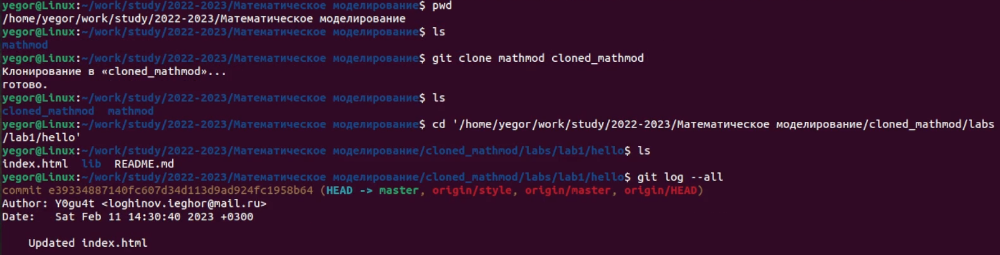 yegor@Linux:~/work/study/2022-2023/Математическое моделирование$ pwd
/home/yegor/work/study/2022-2023/Математическое моделирование
yegor@Linux:~/work/study/2022-2023/Математическое моделирование$ ls
mathmod
yegor@Linux:~/work/study/2022-2023/Математическое моделирование$ git clone mathmod cloned_mathmod
Клонирование в «cloned_mathmod»...
готово.
yegor@Linux:~/work/study/2022-2023/Математическое моделирование$ ls
cloned_mathmod  mathmod
yegor@Linux:~/work/study/2022-2023/Математическое моделирование$ cd '/home/yegor/work/study/2022-2023/Математическое моделирование/cloned_mathmod/labs
/lab1/hello'
yegor@Linux:~/work/study/2022-2023/Математическое моделирование/cloned_mathmod/labs/lab1/hello$ ls
index.html  lib  README.md
yegor@Linux:~/work/study/2022-2023/Математическое моделирование/cloned_mathmod/labs/lab1/hello$ git log --all
commit e39334887140fc607d34d113d9ad924fc1958b64 (HEAD -> master, origin/style, origin/master, origin/HEAD)
Author: Y0gu4t <loghinov.ieghor@mail.ru>
Date:   Sat Feb 11 14:30:40 2023 +0300
    Updated index.html